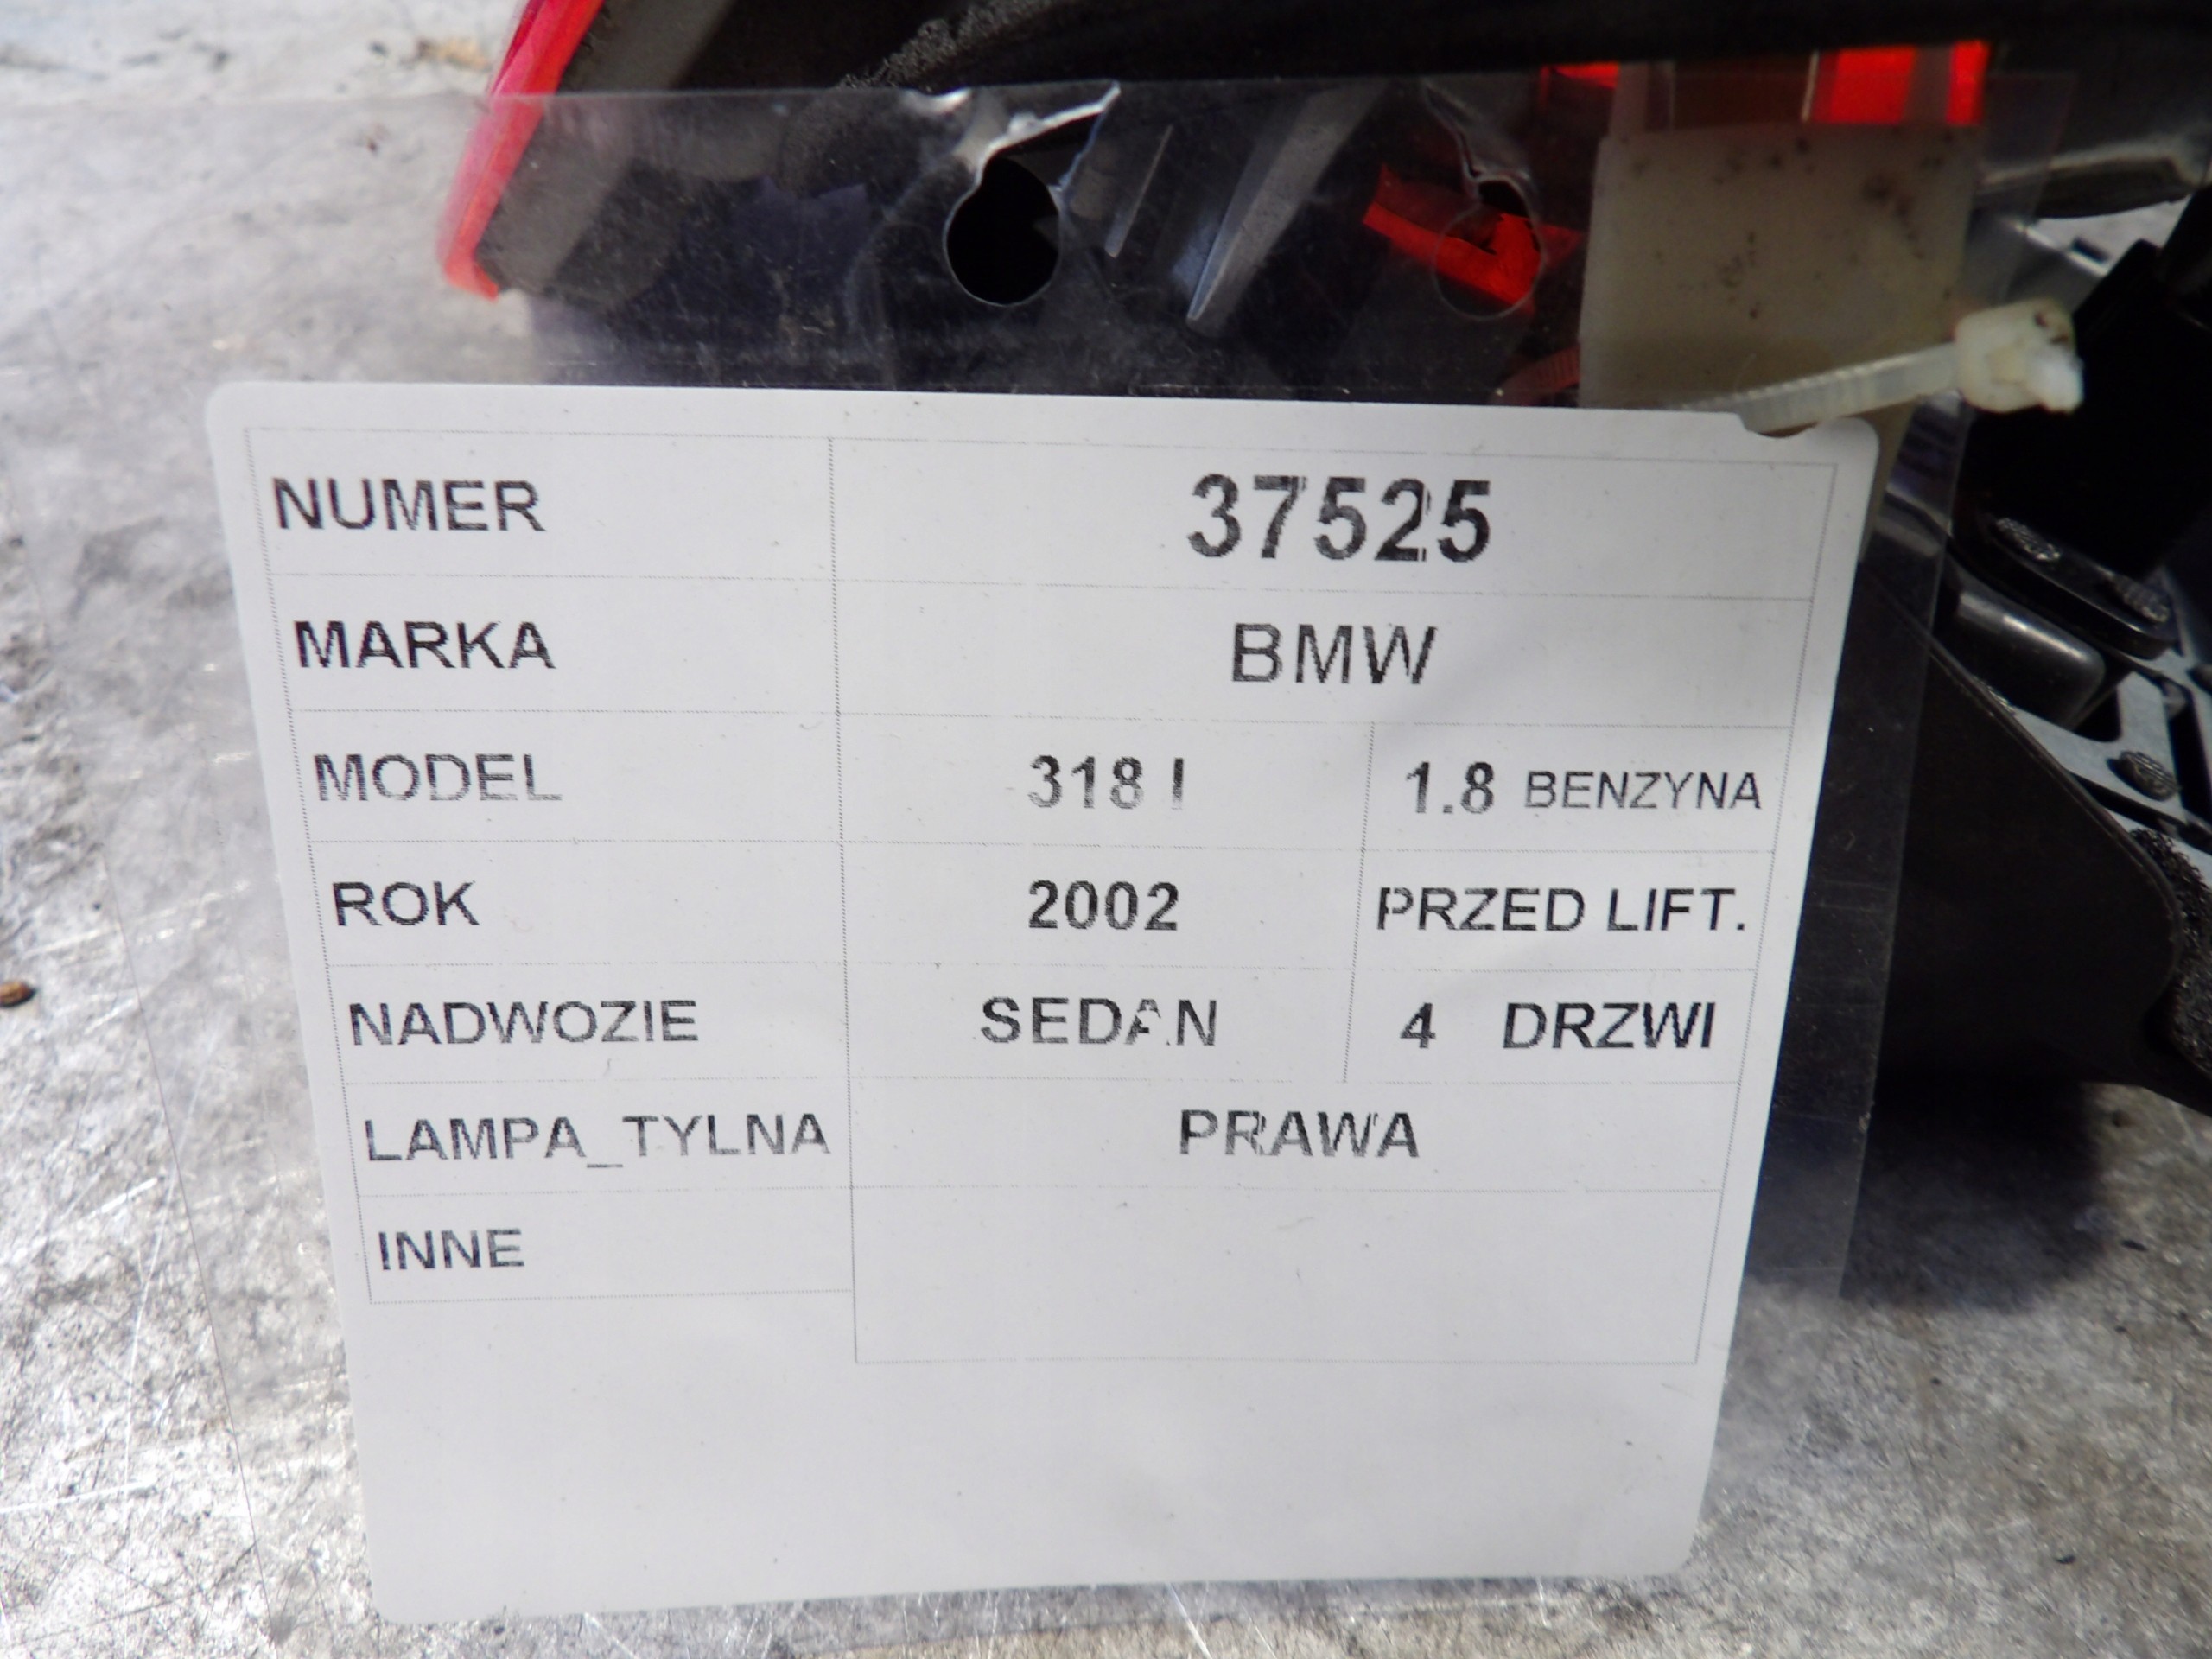 NUMER 37525
MARKA BMW
MODEL 318 I 1.8 BENZYNA
ROK 2002 PRZED LIFT.
NADWOZIE SEDAN 4 DRZWI
LAMPA_TYLNA PRAWA
INNE